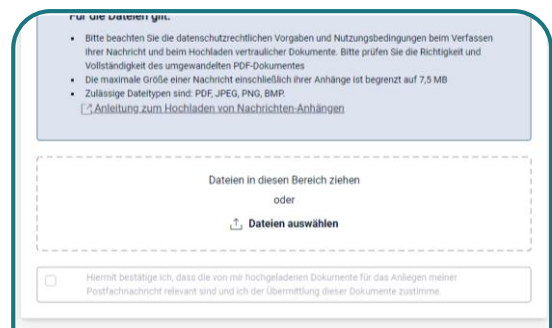 Für die Dateien gilt:
Bitte beachten Sie die datenschutzrechtlichen Vorgaben und Nutzungsbedingungen beim Verfassen
Ihrer Nachricht und beim Hochladen vertraulicher Dokumente. Bitte prüfen Sie die Richtigkeit und
Vollständigkeit des umgewandelten PDF-Dokumentes
Die maximale Größe einer Nachricht einschließlich ihrer Anhänge ist begrenzt auf 7,5 MB
Zulässige Dateitypen sind: PDF, JPEG, PNG, BMP.
Anleitung zum Hochladen von Nachrichten-Anhängen
Dateien in diesen Bereich ziehen
oder
Dateien auswählen
Hiermit bestätige ich, dass die von mir hochgeladenen Dokumente für das Anliegen meiner
Postfachnachricht relevant sind und ich der Übermittlung dieser Dokumente zustimme.